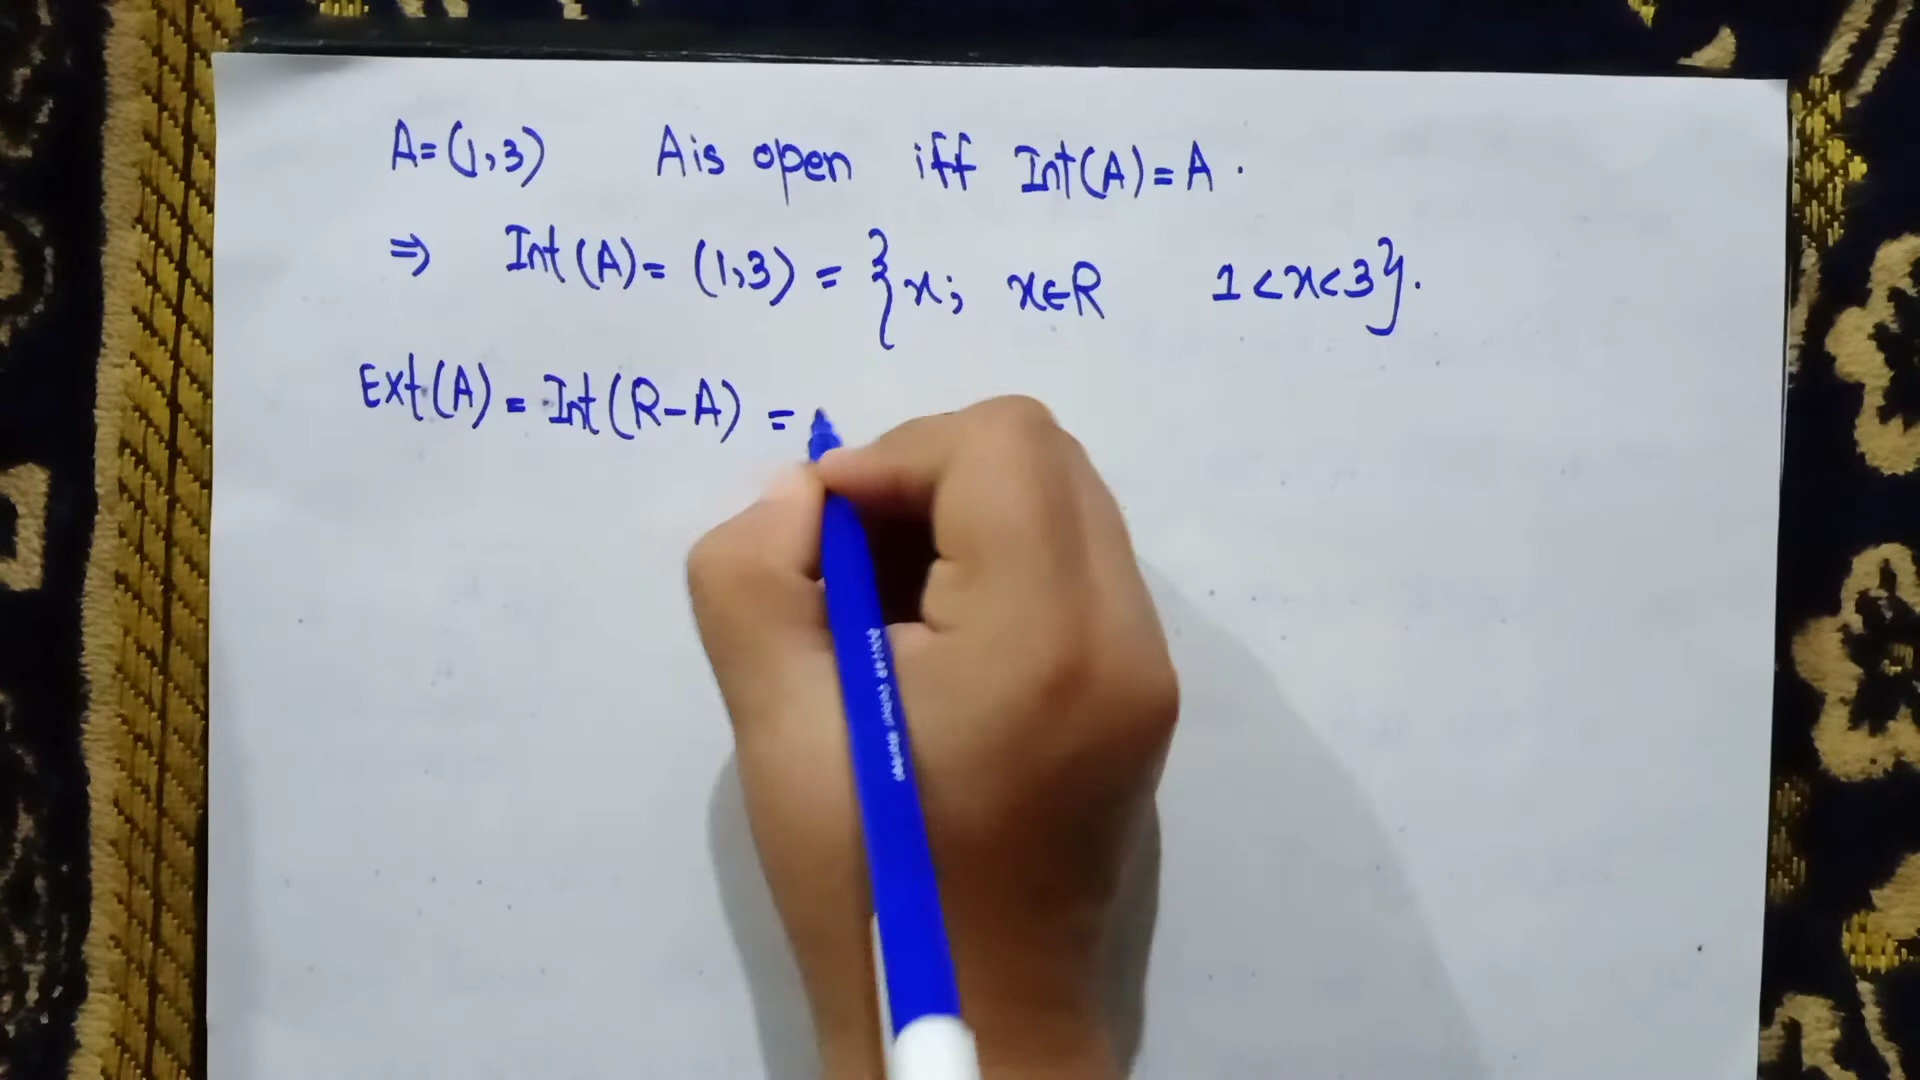 A=(1,3) A is open iff Int(A)=A.
⇒ Int(A)= (1,3) = {x; x∈R 1<x<3}.
Ext(A) = Int(R-A) =